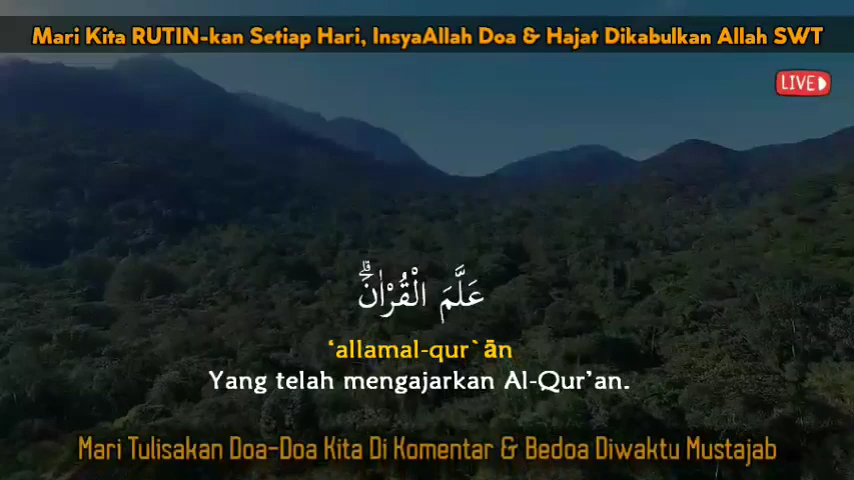 Mari Kita RUTIN-kan Setiap Hari, InsyaAllah Doa & Hajat Dikabulkan Allah SWT
LIVE
عَلَّمَ الْقُرْاٰنَۗ
‘allamal-qur`ān
Yang telah mengajarkan Al-Qur’an.
Mari Tulisakan Doa-Doa Kita Di Komentar & Bedoa Diwaktu Mustajab